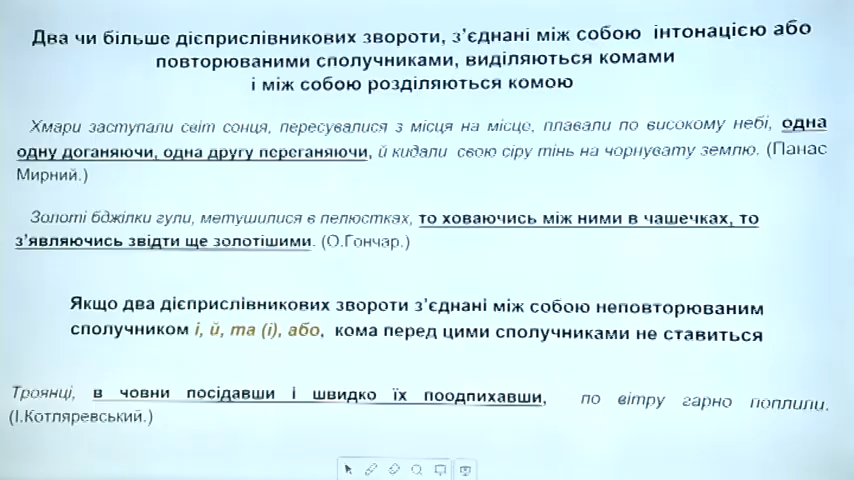 Два чи більше дієприслівникових звороти, з’єднані між собою інтонацією або
повторюваними сполучниками, виділяються комами
і між собою розділяються комою
Хмари заступали світ сонця, пересувалися з місця на місце, плавали по високому небі, одна
одну доганяючи, одна другу переганяючи, й кидали свою сіру тінь на чорнувату землю. (Панас
Мирний.)
Золоті бджілки гули, метушилися в пелюстках, то ховаючись між ними в чашечках, то
з’являючись звідти ще золотішими. (О.Гончар.)
Якщо два дієприслівникових звороти з’єднані між собою неповторюваним
сполучником і, й, та (і), або, кома перед цими сполучниками не ставиться
Троянці, в човни посідавши і швидко їх поодпихавши, по вітру гарно поплили.
(І.Котляревський.)